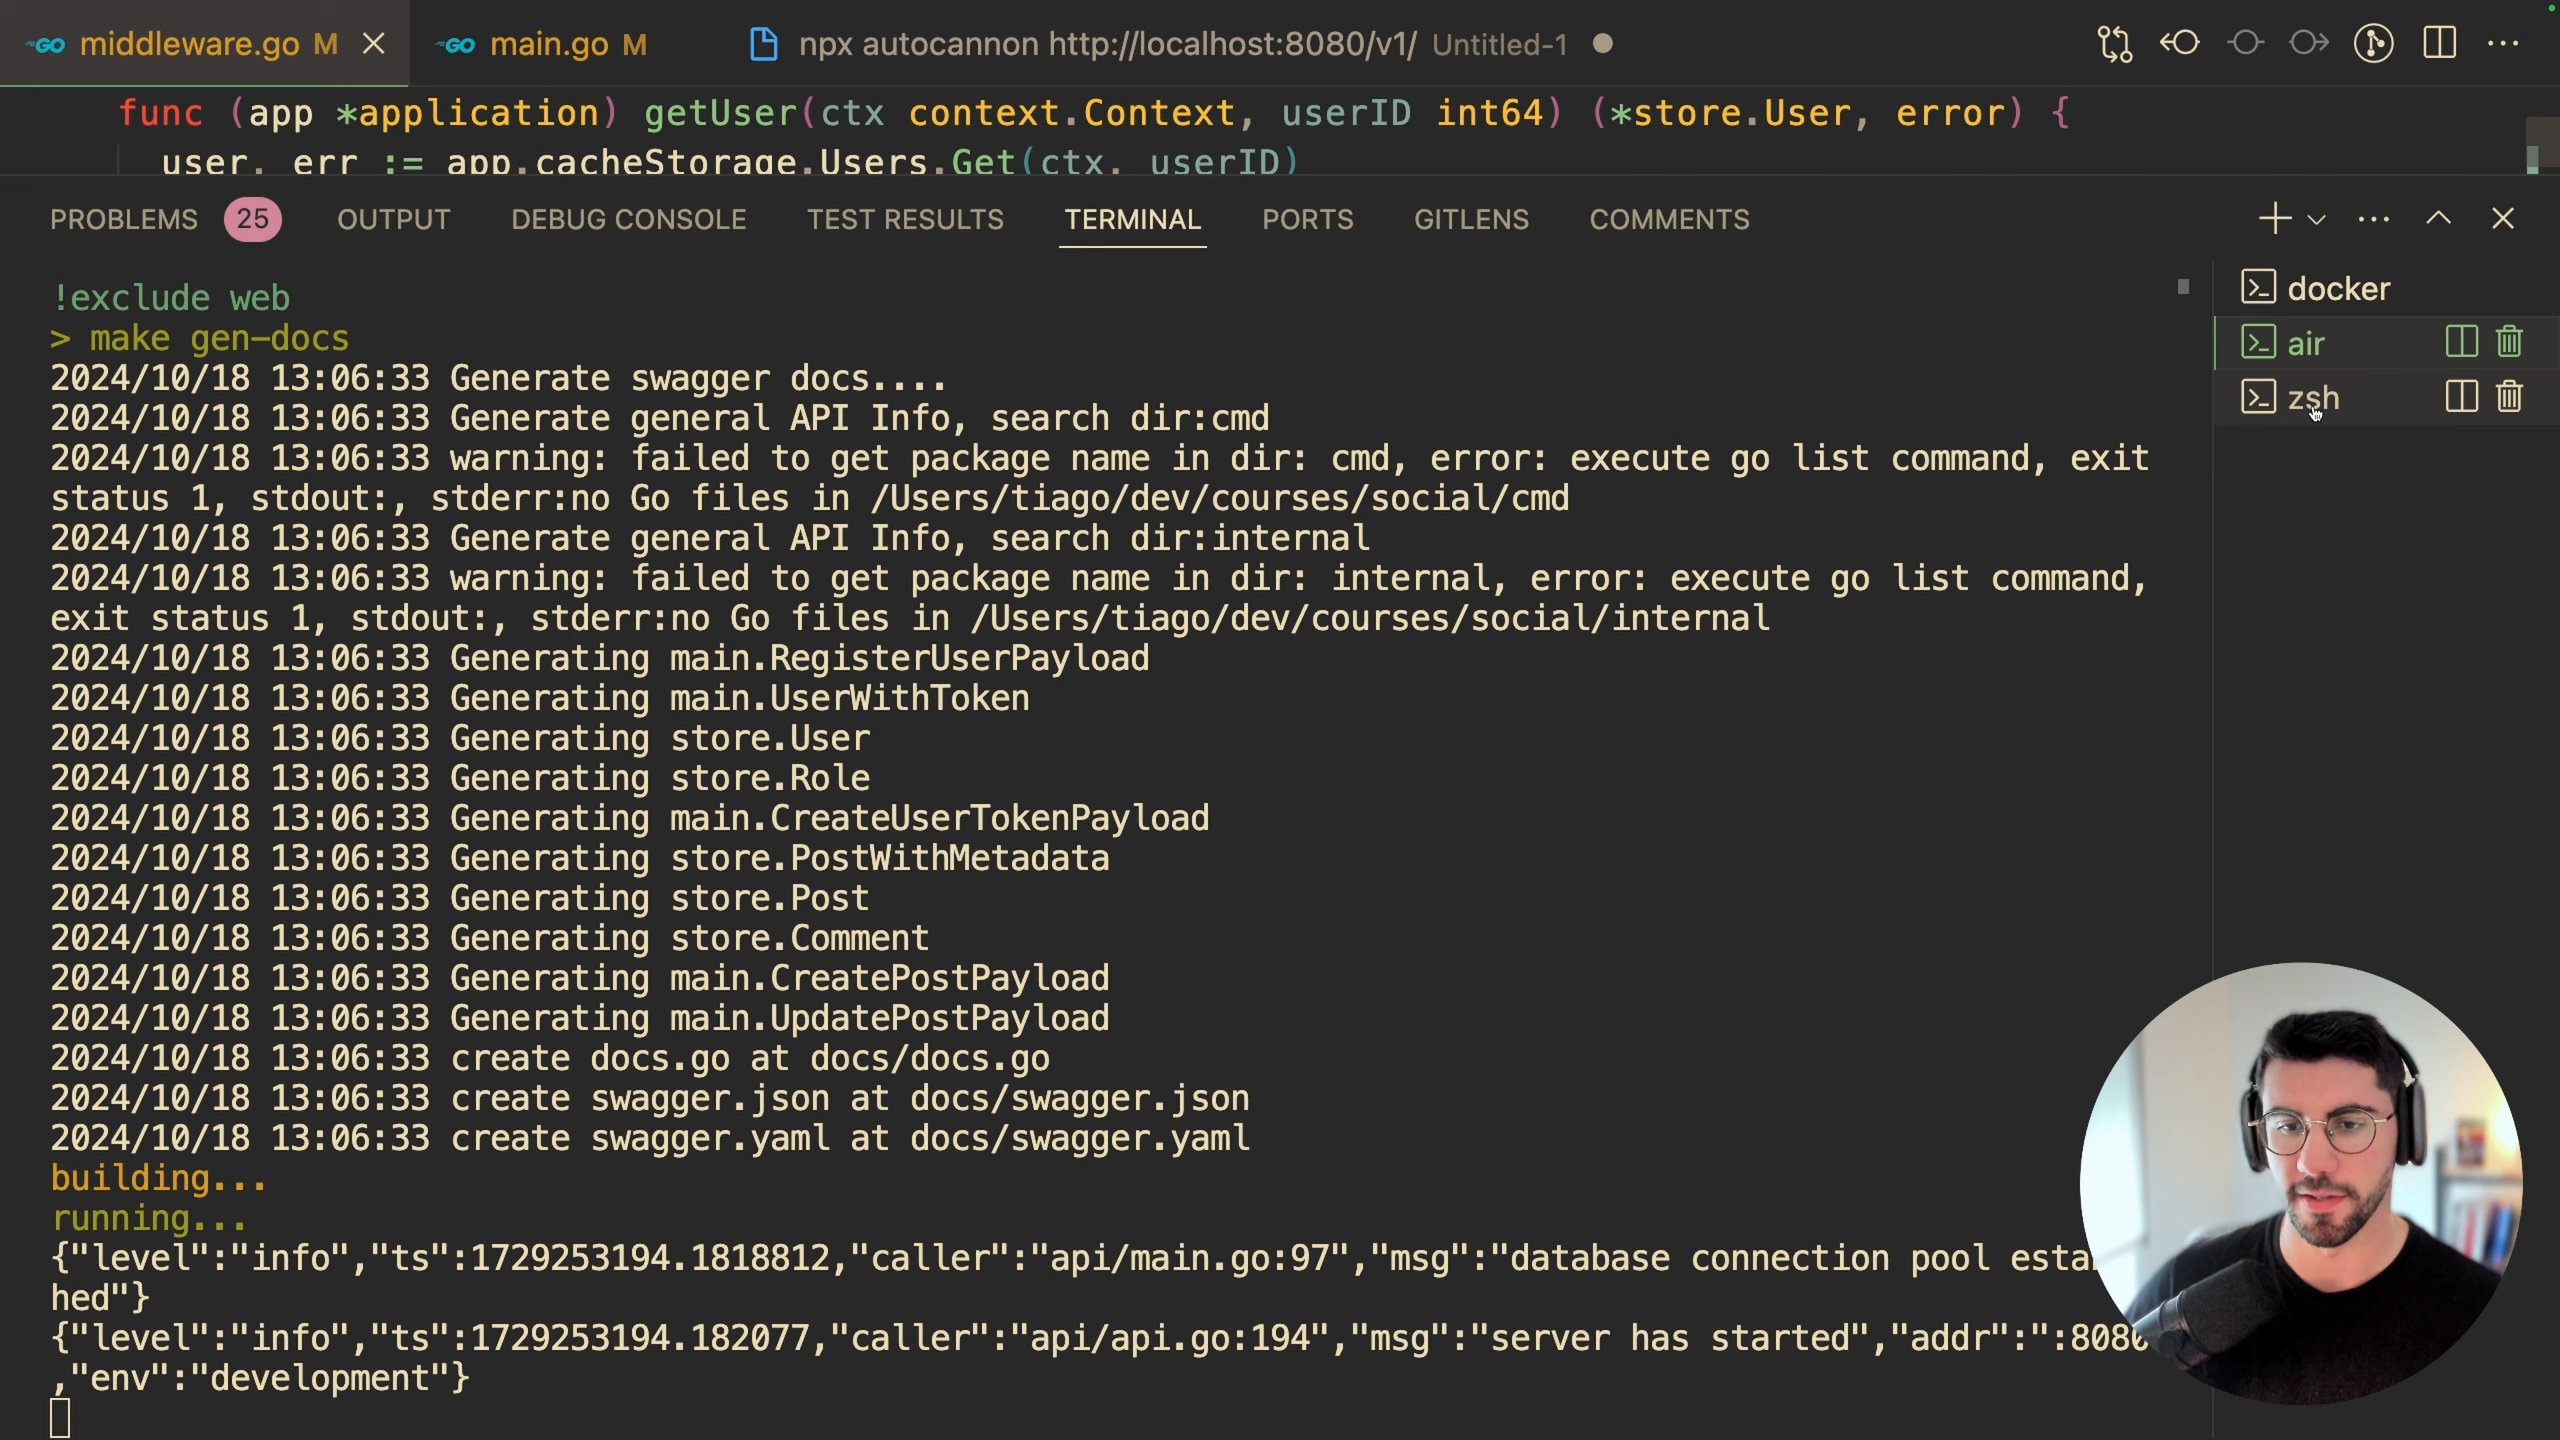 middleware.go M
main.go M
npx autocannon http://localhost:8080/v1/ Untitled-1
func (app *application) getUser(ctx context.Context, userID int64) (*store.User, error) {
user, err := app.cacheStorage.Users.Get(ctx, userID)
PROBLEMS 25 OUTPUT DEBUG CONSOLE TEST RESULTS TERMINAL PORTS GITLENS COMMENTS
docker
air
zsh
!exclude web
> make gen-docs
2024/10/18 13:06:33 Generate swagger docs....
2024/10/18 13:06:33 Generate general API Info, search dir:cmd
2024/10/18 13:06:33 warning: failed to get package name in dir: cmd, error: execute go list command, exit
status 1, stdout:, stderr:no Go files in /Users/tiago/dev/courses/social/cmd
2024/10/18 13:06:33 Generate general API Info, search dir:internal
2024/10/18 13:06:33 warning: failed to get package name in dir: internal, error: execute go list command,
exit status 1, stdout:, stderr:no Go files in /Users/tiago/dev/courses/social/internal
2024/10/18 13:06:33 Generating main.RegisterUserPayload
2024/10/18 13:06:33 Generating main.UserWithToken
2024/10/18 13:06:33 Generating store.User
2024/10/18 13:06:33 Generating store.Role
2024/10/18 13:06:33 Generating main.CreateUserTokenPayload
2024/10/18 13:06:33 Generating store.PostWithMetadata
2024/10/18 13:06:33 Generating store.Post
2024/10/18 13:06:33 Generating store.Comment
2024/10/18 13:06:33 Generating main.CreatePostPayload
2024/10/18 13:06:33 Generating main.UpdatePostPayload
2024/10/18 13:06:33 create docs.go at docs/docs.go
2024/10/18 13:06:33 create swagger.json at docs/swagger.json
2024/10/18 13:06:33 create swagger.yaml at docs/swagger.yaml
building...
running...
{"level":"info","ts":1729253194.1818812,"caller":"api/main.go:97","msg":"database connection pool esta
hed"}
{"level":"info","ts":1729253194.182077,"caller":"api/api.go:194","msg":"server has started","addr":":8080
,"env":"development"}